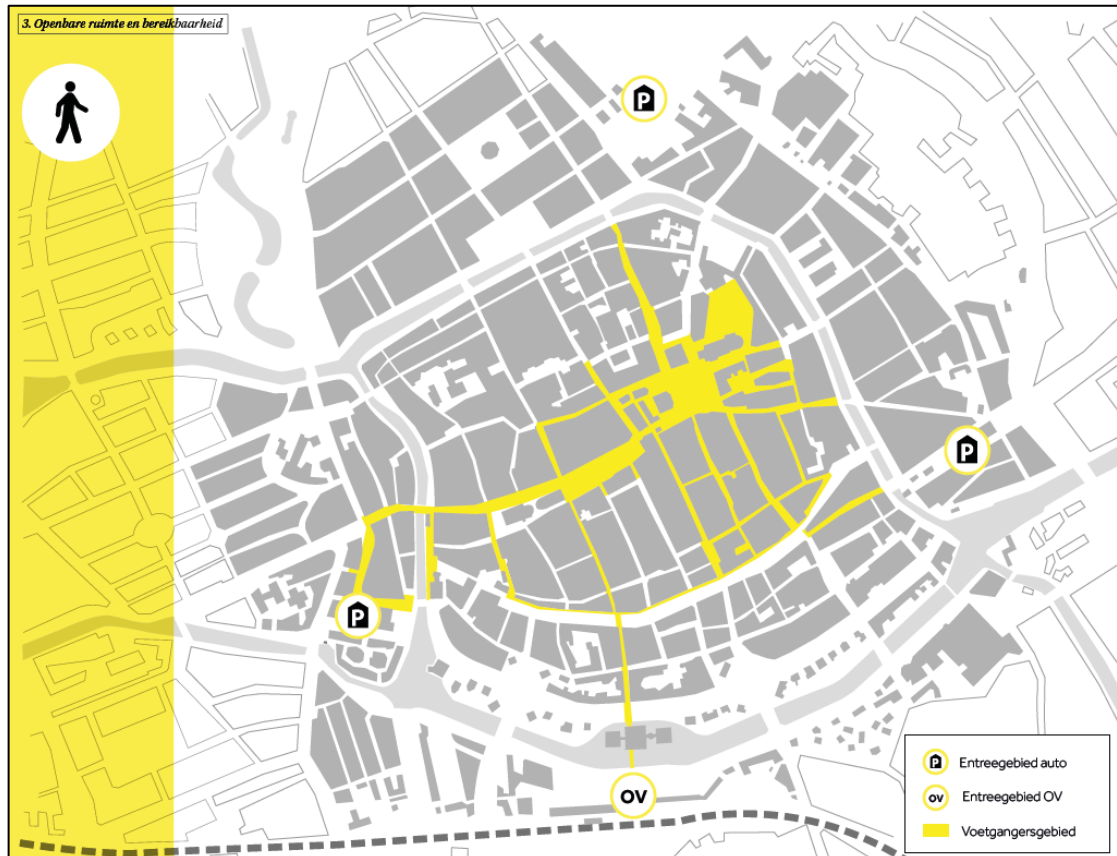 3. Openbare ruimte en bereikbaarheid
P
P
P
OV
P Entreegebied auto
OV Entreegebied OV
Voetgangersgebied